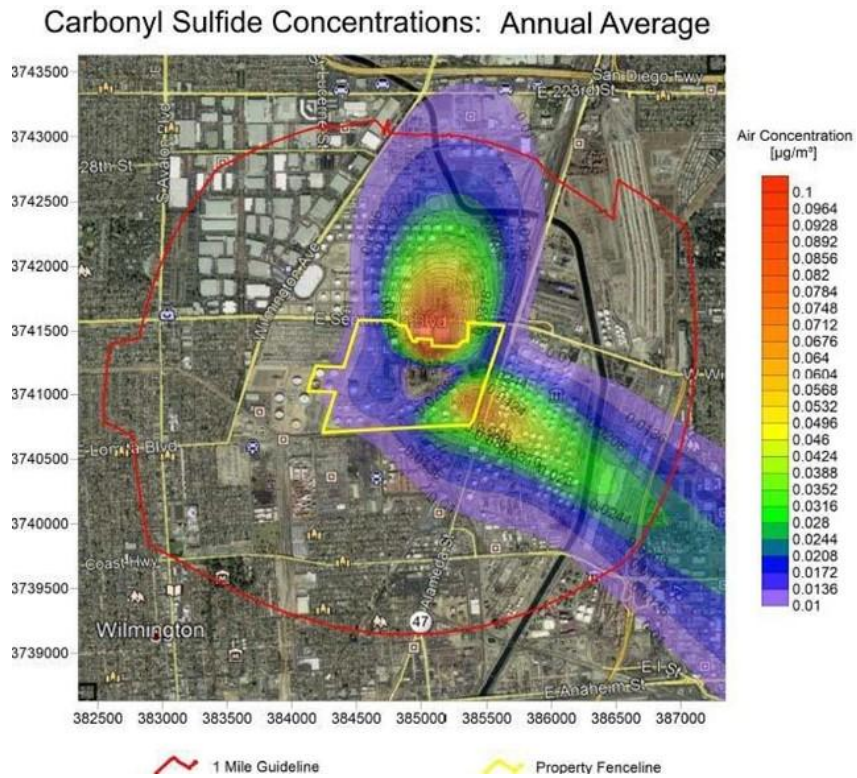 Carbonyl Sulfide Concentrations: Annual Average
3743500
3743000
3742500
3742000
3741500
3741000
3740500
3740000
3739500
3739000
San Diego Fwy
E 223rd St
S Avalon Blvd
28th St
Wilmington Ave
E Se
Blvd
W Wi
Coast Hwy
Alameda St
47
Wilmington
E I St
E Anaheim St
0.0244
382500 383000 383500 384000 384500 385000 385500 386000 386500 387000
Air Concentration
[µg/m³]
0.1
0.0964
0.0928
0.0892
0.0856
0.082
0.0784
0.0748
0.0712
0.0676
0.064
0.0604
0.0568
0.0532
0.0496
0.046
0.0424
0.0388
0.0352
0.0316
0.028
0.0244
0.0208
0.0172
0.0136
0.01
1 Mile Guideline
Property Fenceline